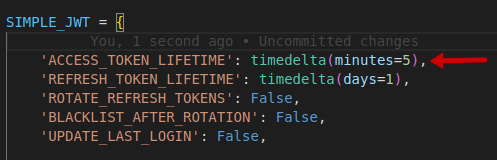 SIMPLE_JWT = {
You, 1 second ago • Uncommitted changes
'ACCESS_TOKEN_LIFETIME': timedelta(minutes=5),
'REFRESH_TOKEN_LIFETIME': timedelta(days=1),
'ROTATE_REFRESH_TOKENS': False,
'BLACKLIST_AFTER_ROTATION': False,
'UPDATE_LAST_LOGIN': False,